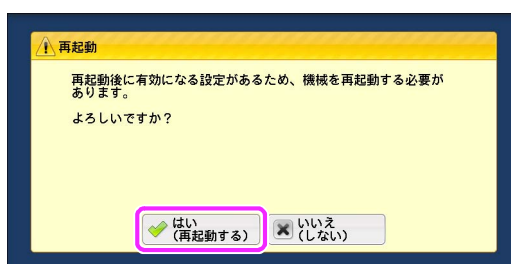 再起動
再起動後に有効になる設定があるため、機械を再起動する必要が
あります。
よろしいですか？
はい
（再起動する）
いいえ
（しない）